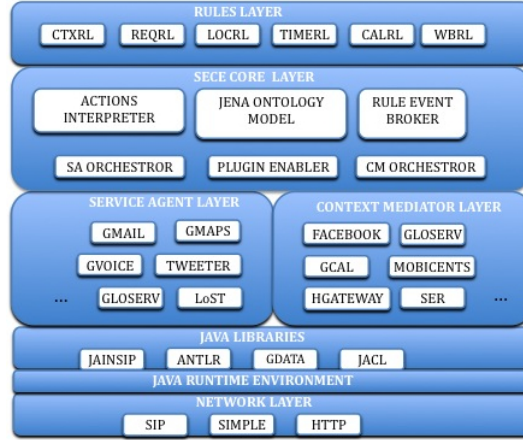 RULES LAYER
CTXRL REQRL LOCRL TIMERL CALRL WBRL
SECE CORE LAYER
ACTIONS INTERPRETER
JENA ONTOLOGY MODEL
RULE EVENT BROKER
SA ORCHESTROR PLUGIN ENABLER CM ORCHESTROR
SERVICE AGENT LAYER
GMAIL GMAPS
GVOICE TWEETER
... GLOSERV LoST
CONTEXT MEDIATOR LAYER
FACEBOOK GLOSERV
GCAL MOBICENTS
HGATEWAY SER ...
JAVA LIBRARIES
JAINSIP ANTLR GDATA JACL
JAVA RUNTIME ENVIRONMENT
NETWORK LAYER
SIP SIMPLE HTTP